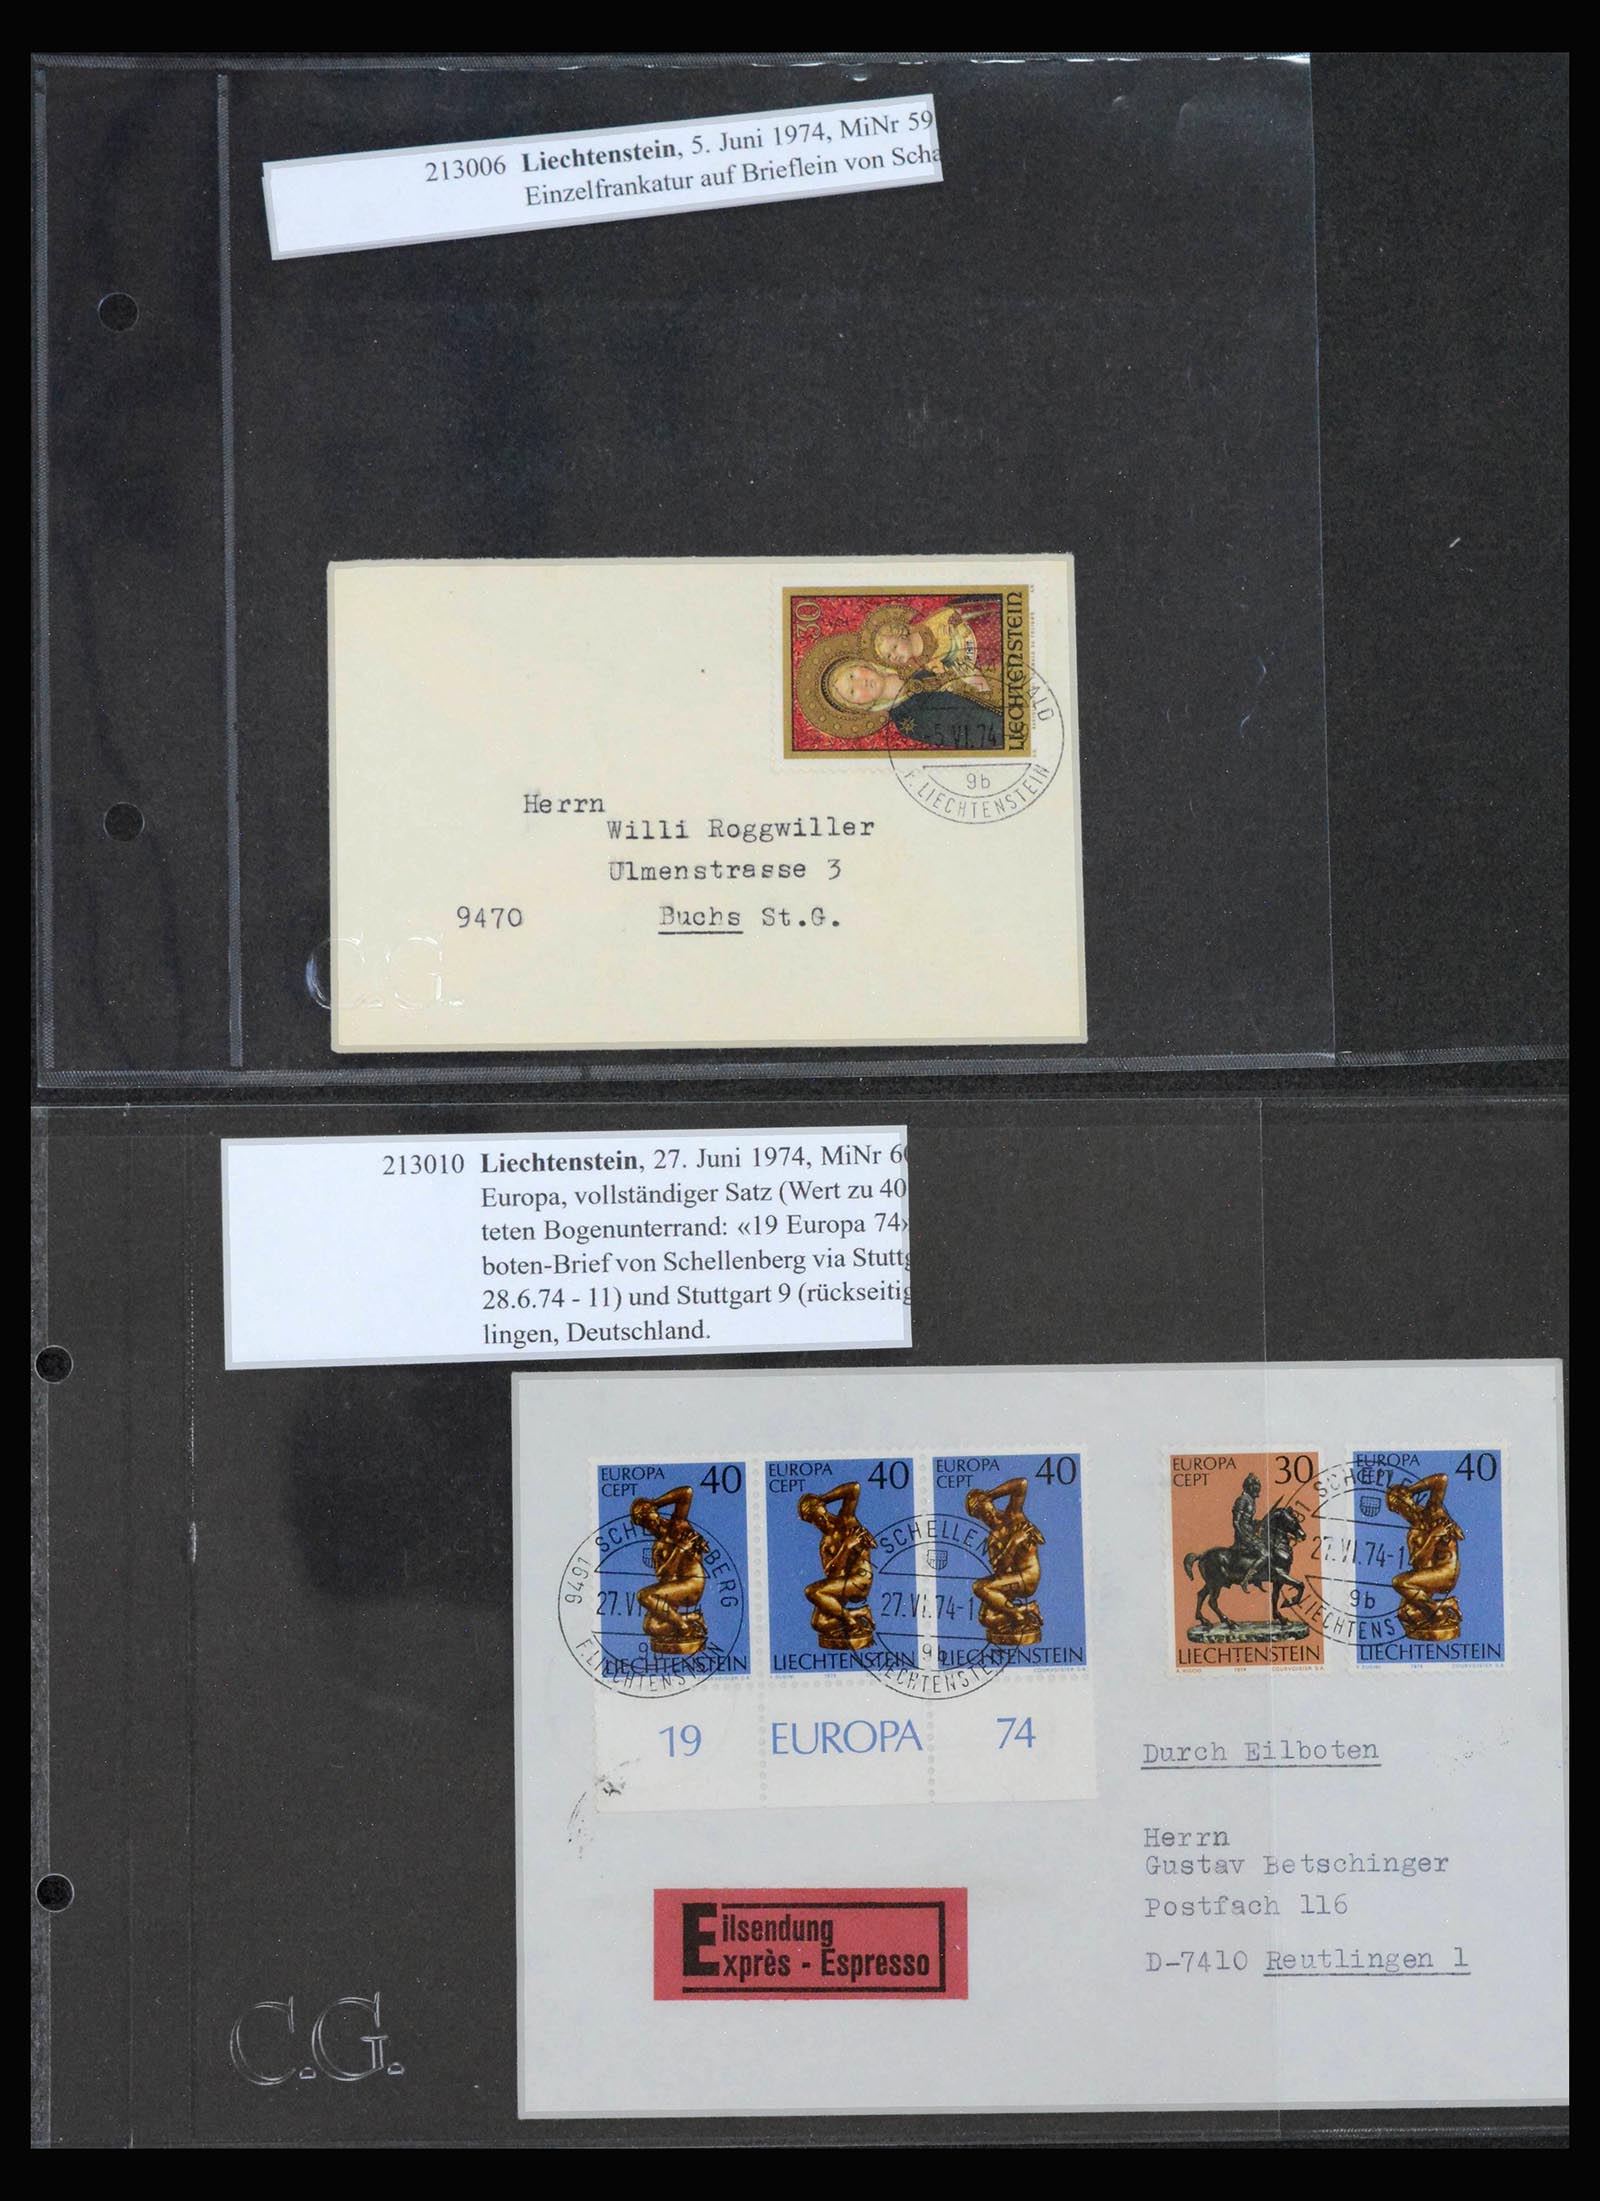 213006 Liechtenstein, 5. Juni 1974, MiNr 59
Einzelfrankatur auf Brieflein von Scha
30
LIECHTENSTEIN
-5.VI.74
9b
F. LIECHTENSTEIN
Herrn
Willi Roggwiller
Ulmenstrasse 3
9470 Buchs St.G.
C.G.
213010 Liechtenstein, 27. Juni 1974, MiNr 60
Europa, vollständiger Satz (Wert zu 40
teten Bogenunterrand: «19 Europa 74»
boten-Brief von Schellenberg via Stuttg
28.6.74 - 11) und Stuttgart 9 (rückseitig
lingen, Deutschland.
EUROPA CEPT 40
LIECHTENSTEIN
EUROPA CEPT 40
LIECHTENSTEIN
EUROPA CEPT 40
LIECHTENSTEIN
EUROPA CEPT 30
LIECHTENSTEIN
EUROPA CEPT 40
LIECHTENSTEIN
9491 SCHELLENBERG
27.VI.74-14
9b
F. LIECHTENSTEIN
19 EUROPA 74
Durch Eilboten
Herrn
Gustav Betschinger
Postfach 116
D-7410 Reutlingen 1
Eilsendung
Exprès - Espresso
C.G.